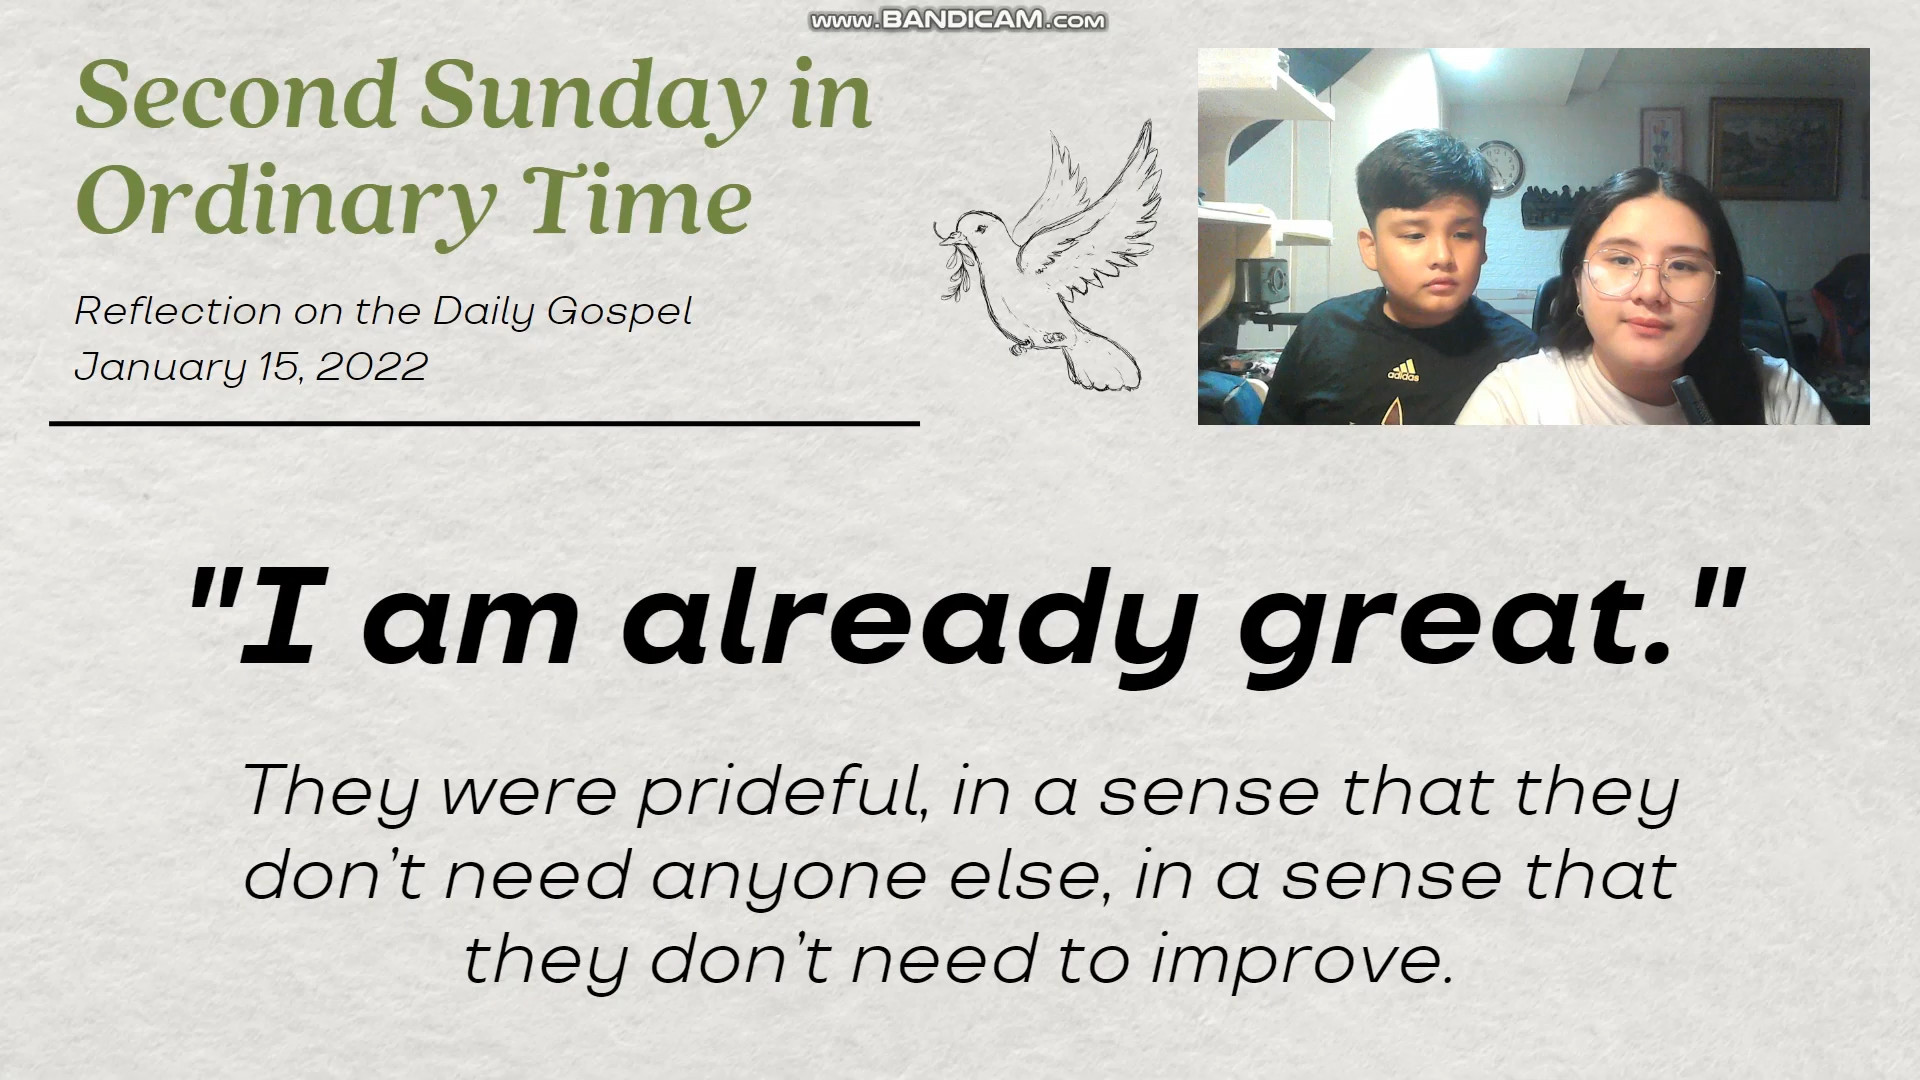 www.BANDICAM.com
Second Sunday in
Ordinary Time
Reflection on the Daily Gospel
January 15, 2022
adidas
"I am already great."
They were prideful, in a sense that they
don't need anyone else, in a sense that
they don't need to improve.